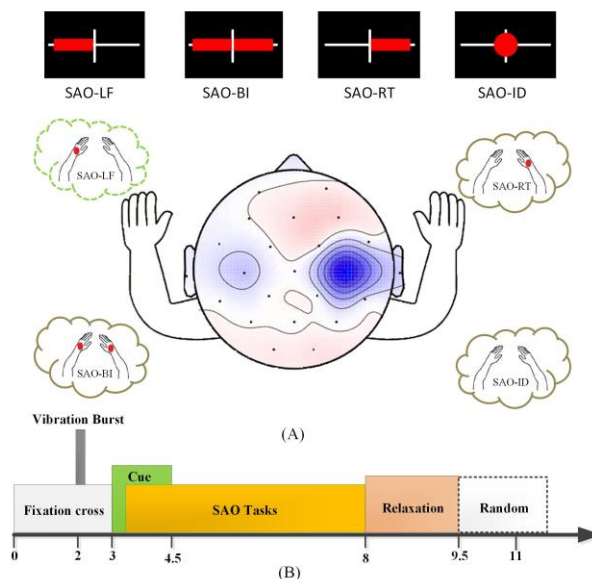 SAO-LF SAO-BI SAO-RT SAO-ID
SAO-LF
SAO-RT
SAO-BI
SAO-ID
(A)
Vibration Burst
Cue
Fixation cross
SAO Tasks
Relaxation
Random
0 2 3 4.5 8 9.5 11
(B)